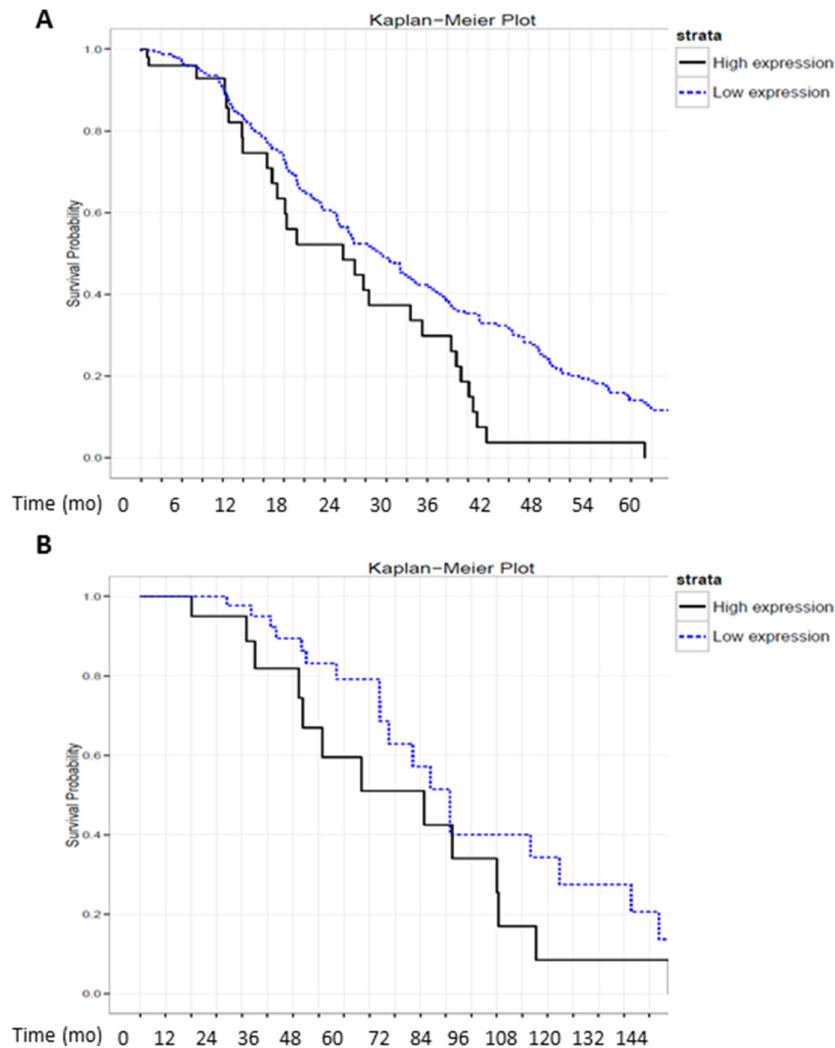 A
Kaplan−Meier Plot
strata
High expression
Low expression
1.0
0.8
0.6
0.4
0.2
0.0
Survival Probability
Time (mo) 0 6 12 18 24 30 36 42 48 54 60
B
Kaplan−Meier Plot
strata
High expression
Low expression
1.0
0.8
0.6
0.4
0.2
0.0
Survival Probability
Time (mo) 0 12 24 36 48 60 72 84 96 108 120 132 144